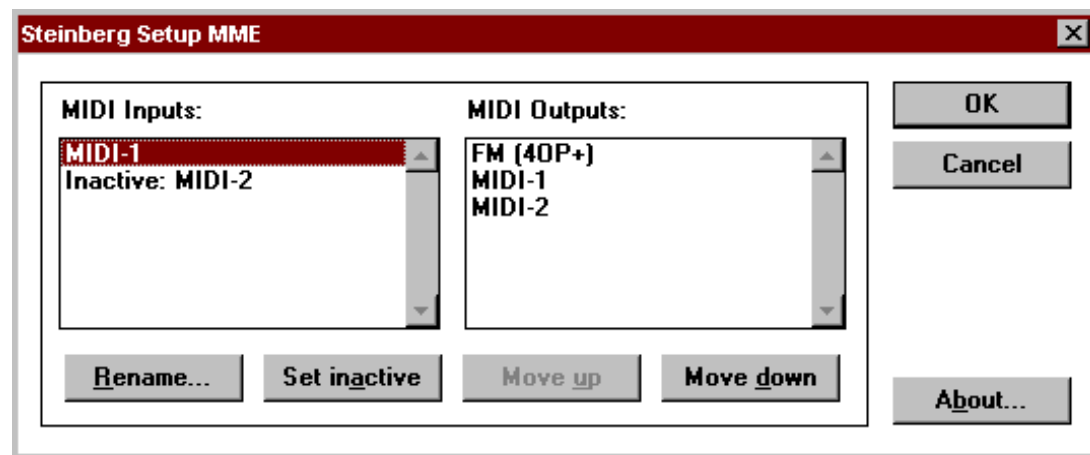 Steinberg Setup MME
MIDI Inputs:
MIDI-1
Inactive: MIDI-2
MIDI Outputs:
FM (4OP+)
MIDI-1
MIDI-2
Rename...
Set inactive
Move up
Move down
OK
Cancel
About...